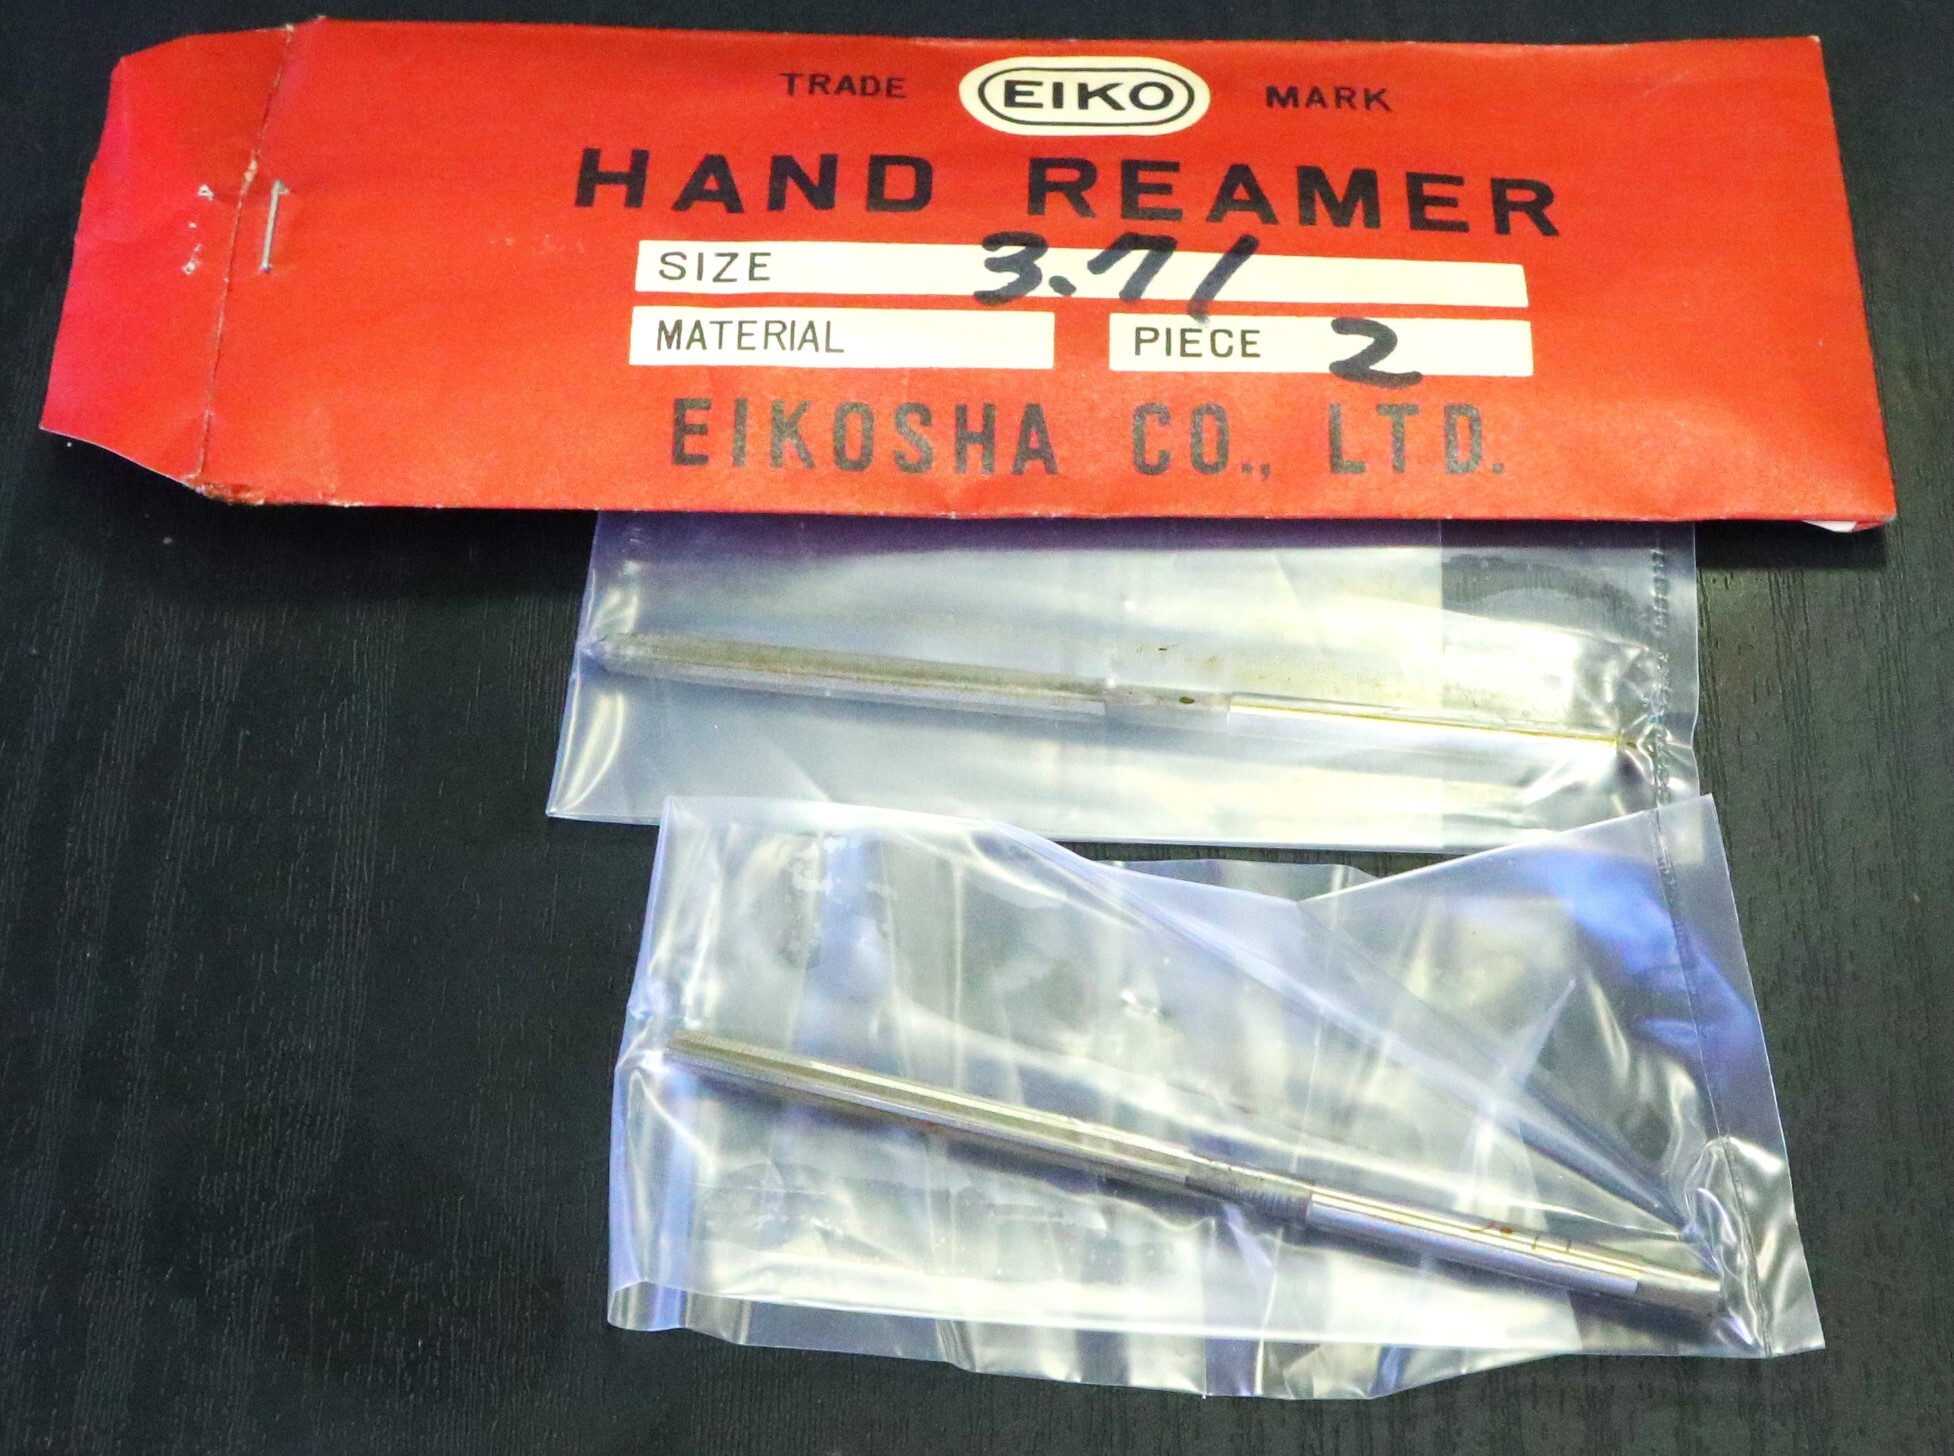 TRADE EIKO MARK
HAND REAMER
SIZE 3.71
MATERIAL PIECE 2
EIKOSHA CO., LTD.